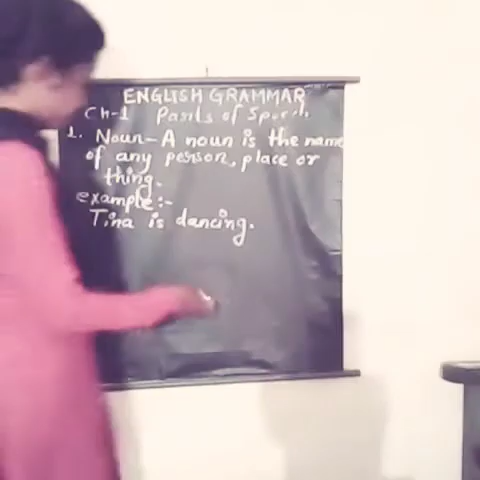 ENGLISH GRAMMAR
Ch-1 Parts of Speech
1. Noun- A noun is the name
of any person, place or
thing.
example:-
Tina is dancing.